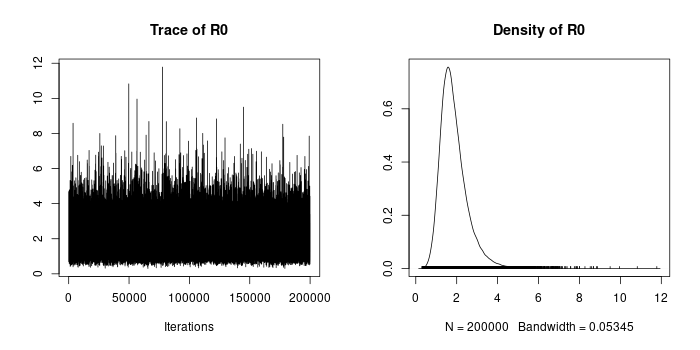 Trace of R0
12
10
8
6
4
2
0
0 50000 100000 150000 200000
Iterations
Density of R0
0.6
0.4
0.2
0.0
0 2 4 6 8 10 12
N = 200000 Bandwidth = 0.05345